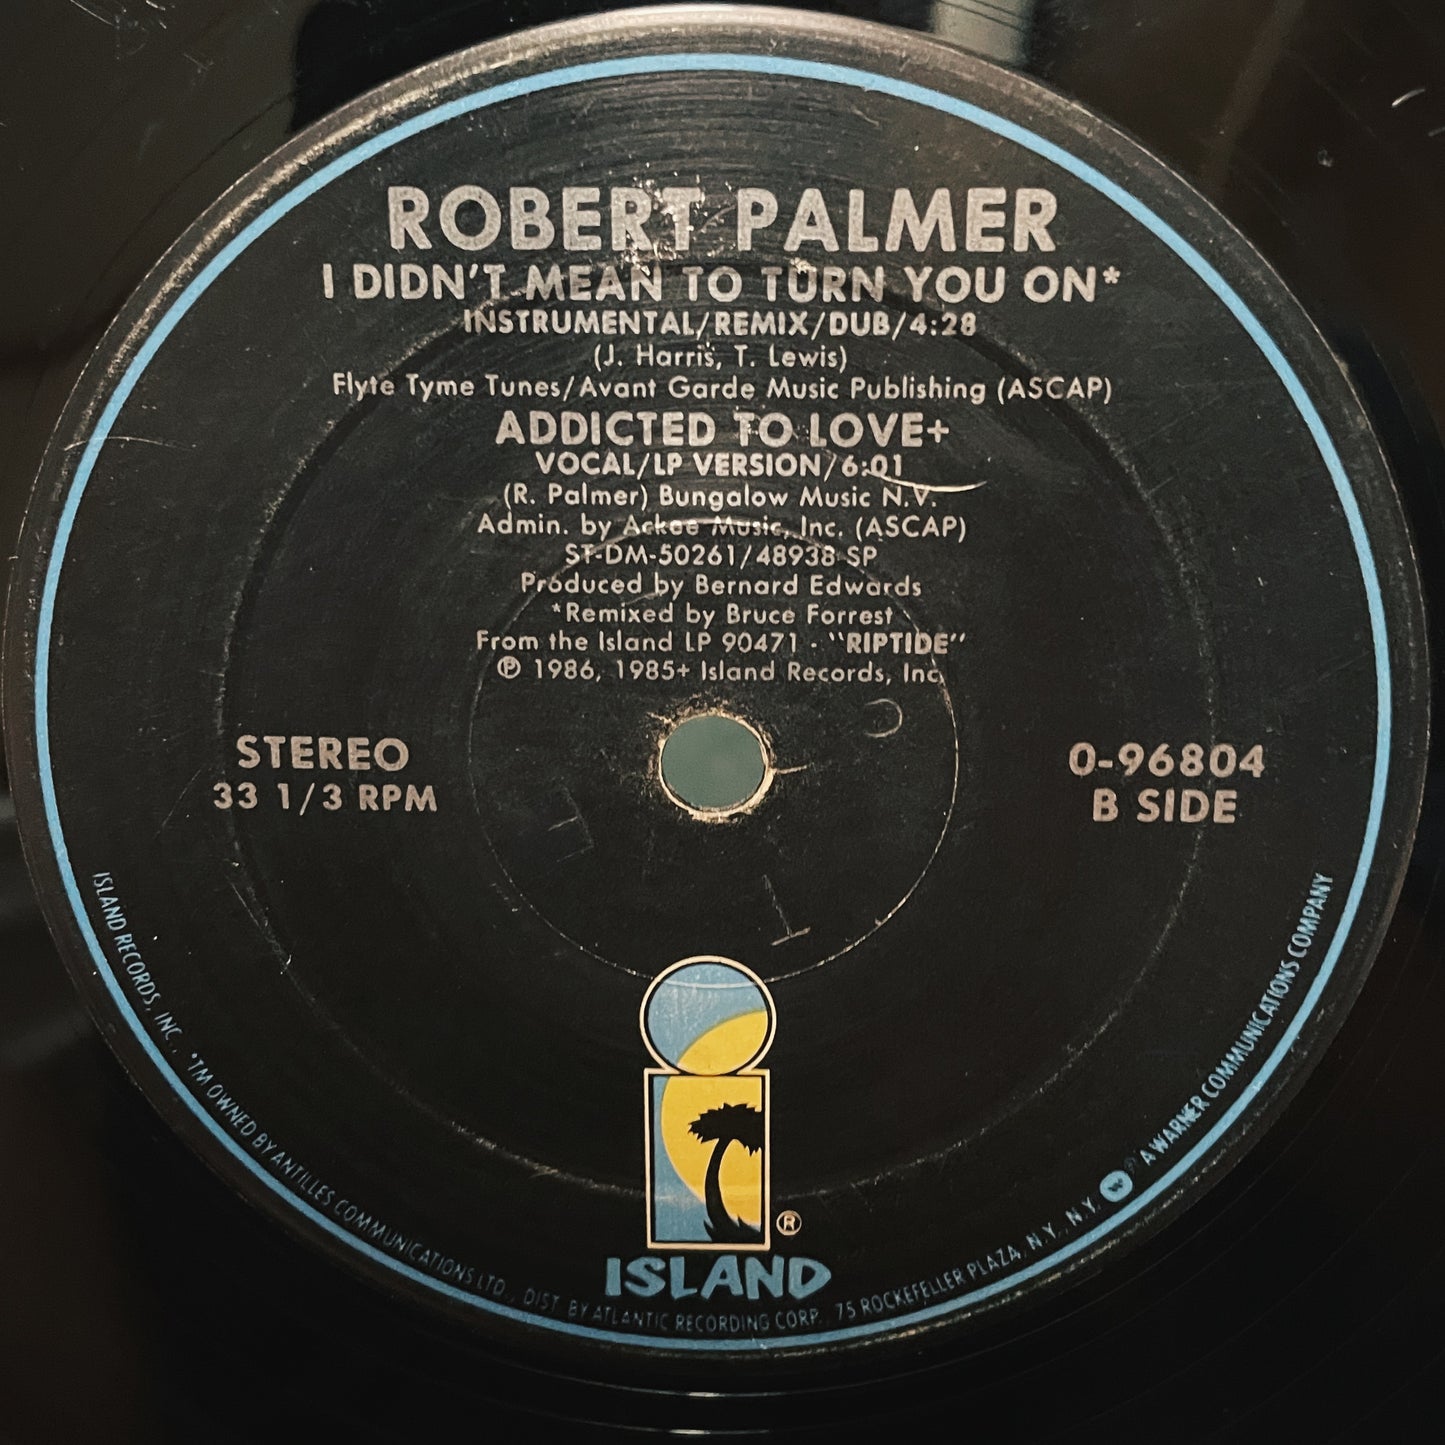 ROBERT PALMER
I DIDN'T MEAN TO TURN YOU ON*
INSTRUMENTAL/REMIX/DUB/4:28
(J. Harris, T. Lewis)
Flyte Tyme Tunes/Avant Garde Music Publishing (ASCAP)
ADDICTED TO LOVE+
VOCAL/LP VERSION/6:01
(R. Palmer) Bungalow Music N.V.
Admin. by Ackee Music, Inc. (ASCAP)
ST-DM-50261/48938-SP
Produced by Bernard Edwards
*Remixed by Bruce Forrest
From the Island LP 90471 · "RIPTIDE"
℗ 1986, 1985+ Island Records, Inc.
STEREO
33 1/3 RPM
0-96804
B SIDE
®
ISLAND
ISLAND RECORDS, INC., *TM OWNED BY ANTILLES COMMUNICATIONS LTD., DIST. BY ATLANTIC RECORDING CORP., 75 ROCKEFELLER PLAZA, N.Y., N.Y. ® A WARNER COMMUNICATIONS COMPANY